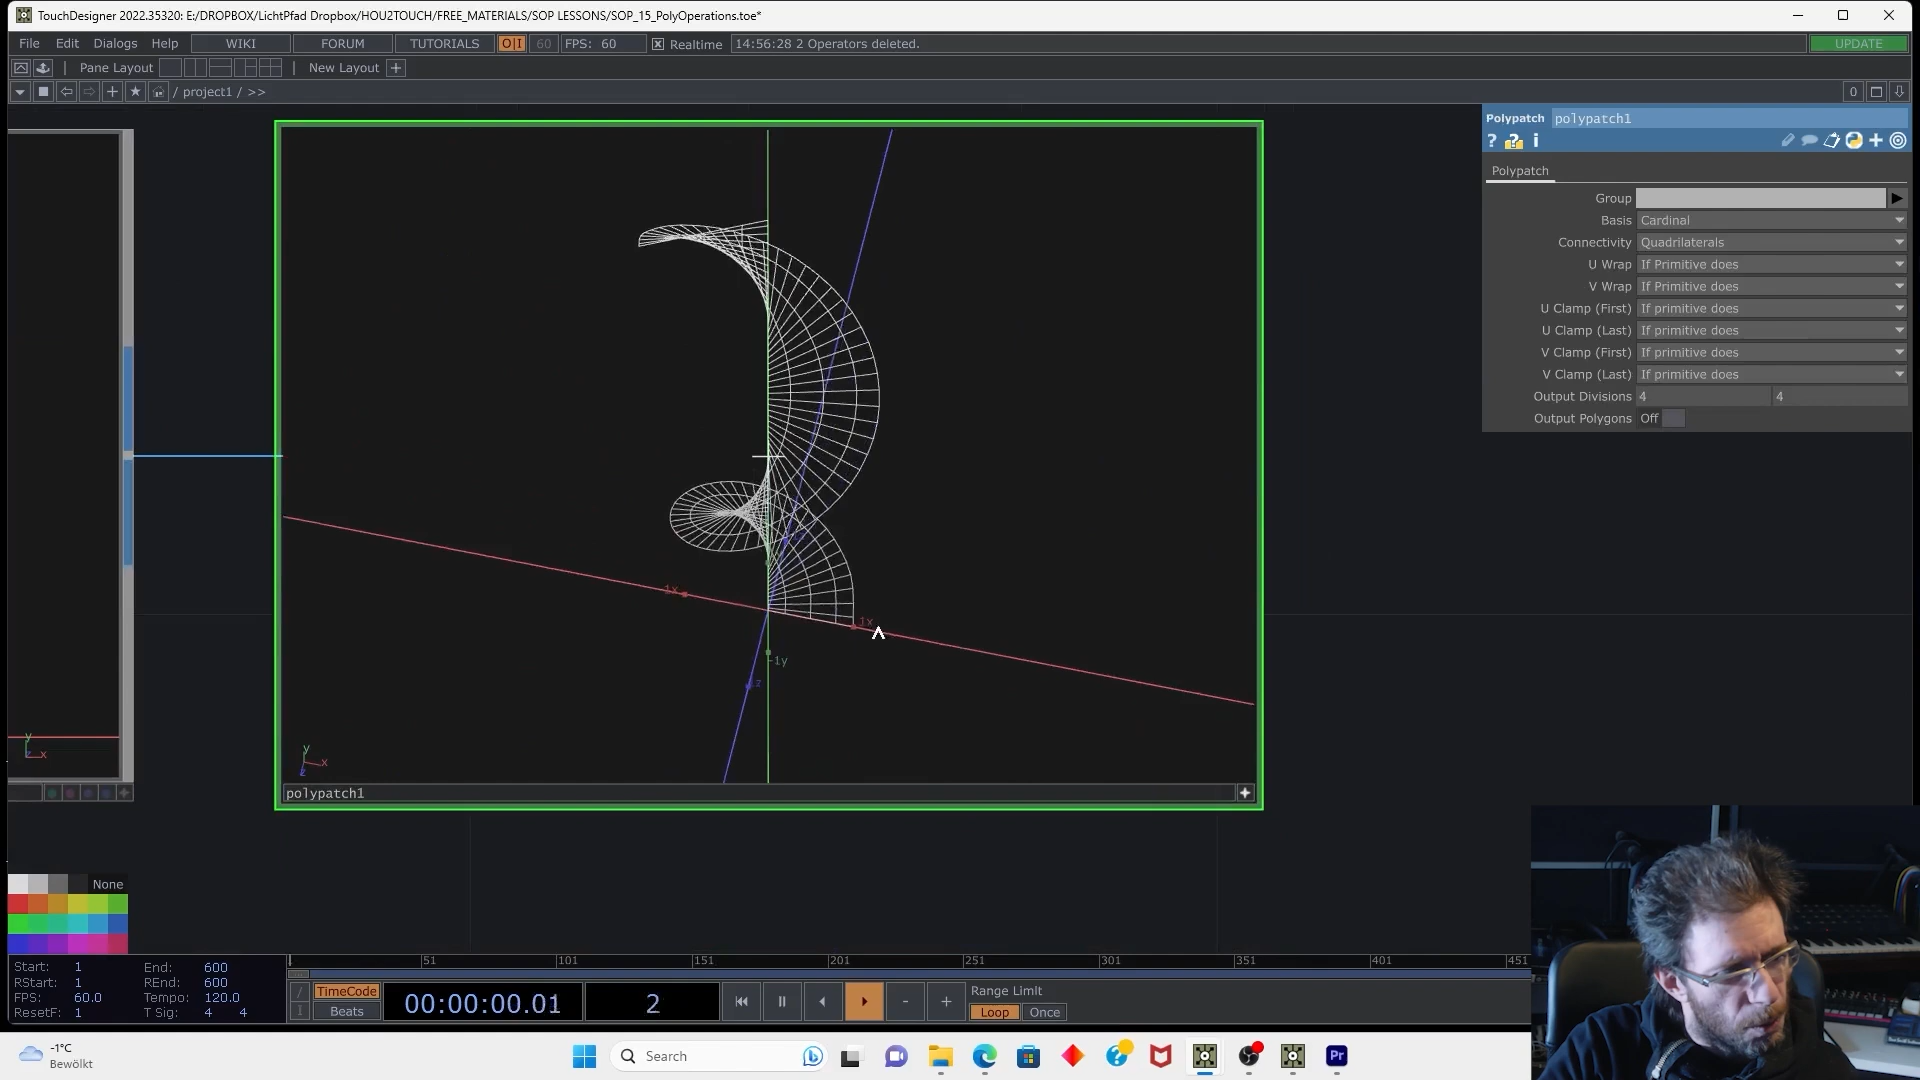 TouchDesigner 2022.35320: E:/DROPBOX/LichtPfad Dropbox/HOU2TOUCH/FREE_MATERIALS/SOP LESSONS/SOP_15_PolyOperations.toe*
File Edit Dialogs Help WIKI FORUM TUTORIALS O|I 60 FPS: 60 Realtime 14:56:28 2 Operators deleted. UPDATE
Pane Layout New Layout +
/ project1 / >> 0
Polypatch polypatch1
? i
Polypatch
Group
Basis Cardinal
Connectivity Quadrilaterals
U Wrap If Primitive does
V Wrap If Primitive does
U Clamp (First) If primitive does
U Clamp (Last) If primitive does
V Clamp (First) If primitive does
V Clamp (Last) If primitive does
Output Divisions 4 4
Output Polygons Off
1x
1x
-1y
y
x
z
y
x
polypatch1
None
51 101 151 201 251 301 351 401 451
Start: 1 End: 600
RStart: 1 REnd: 600
FPS: 60.0 Tempo: 120.0
ResetF: 1 T Sig: 4 4
TimeCode
Beats
00:00:00.01 2
- +
Range Limit
Loop Once
-1°C
Bewölkt
Search
Pr